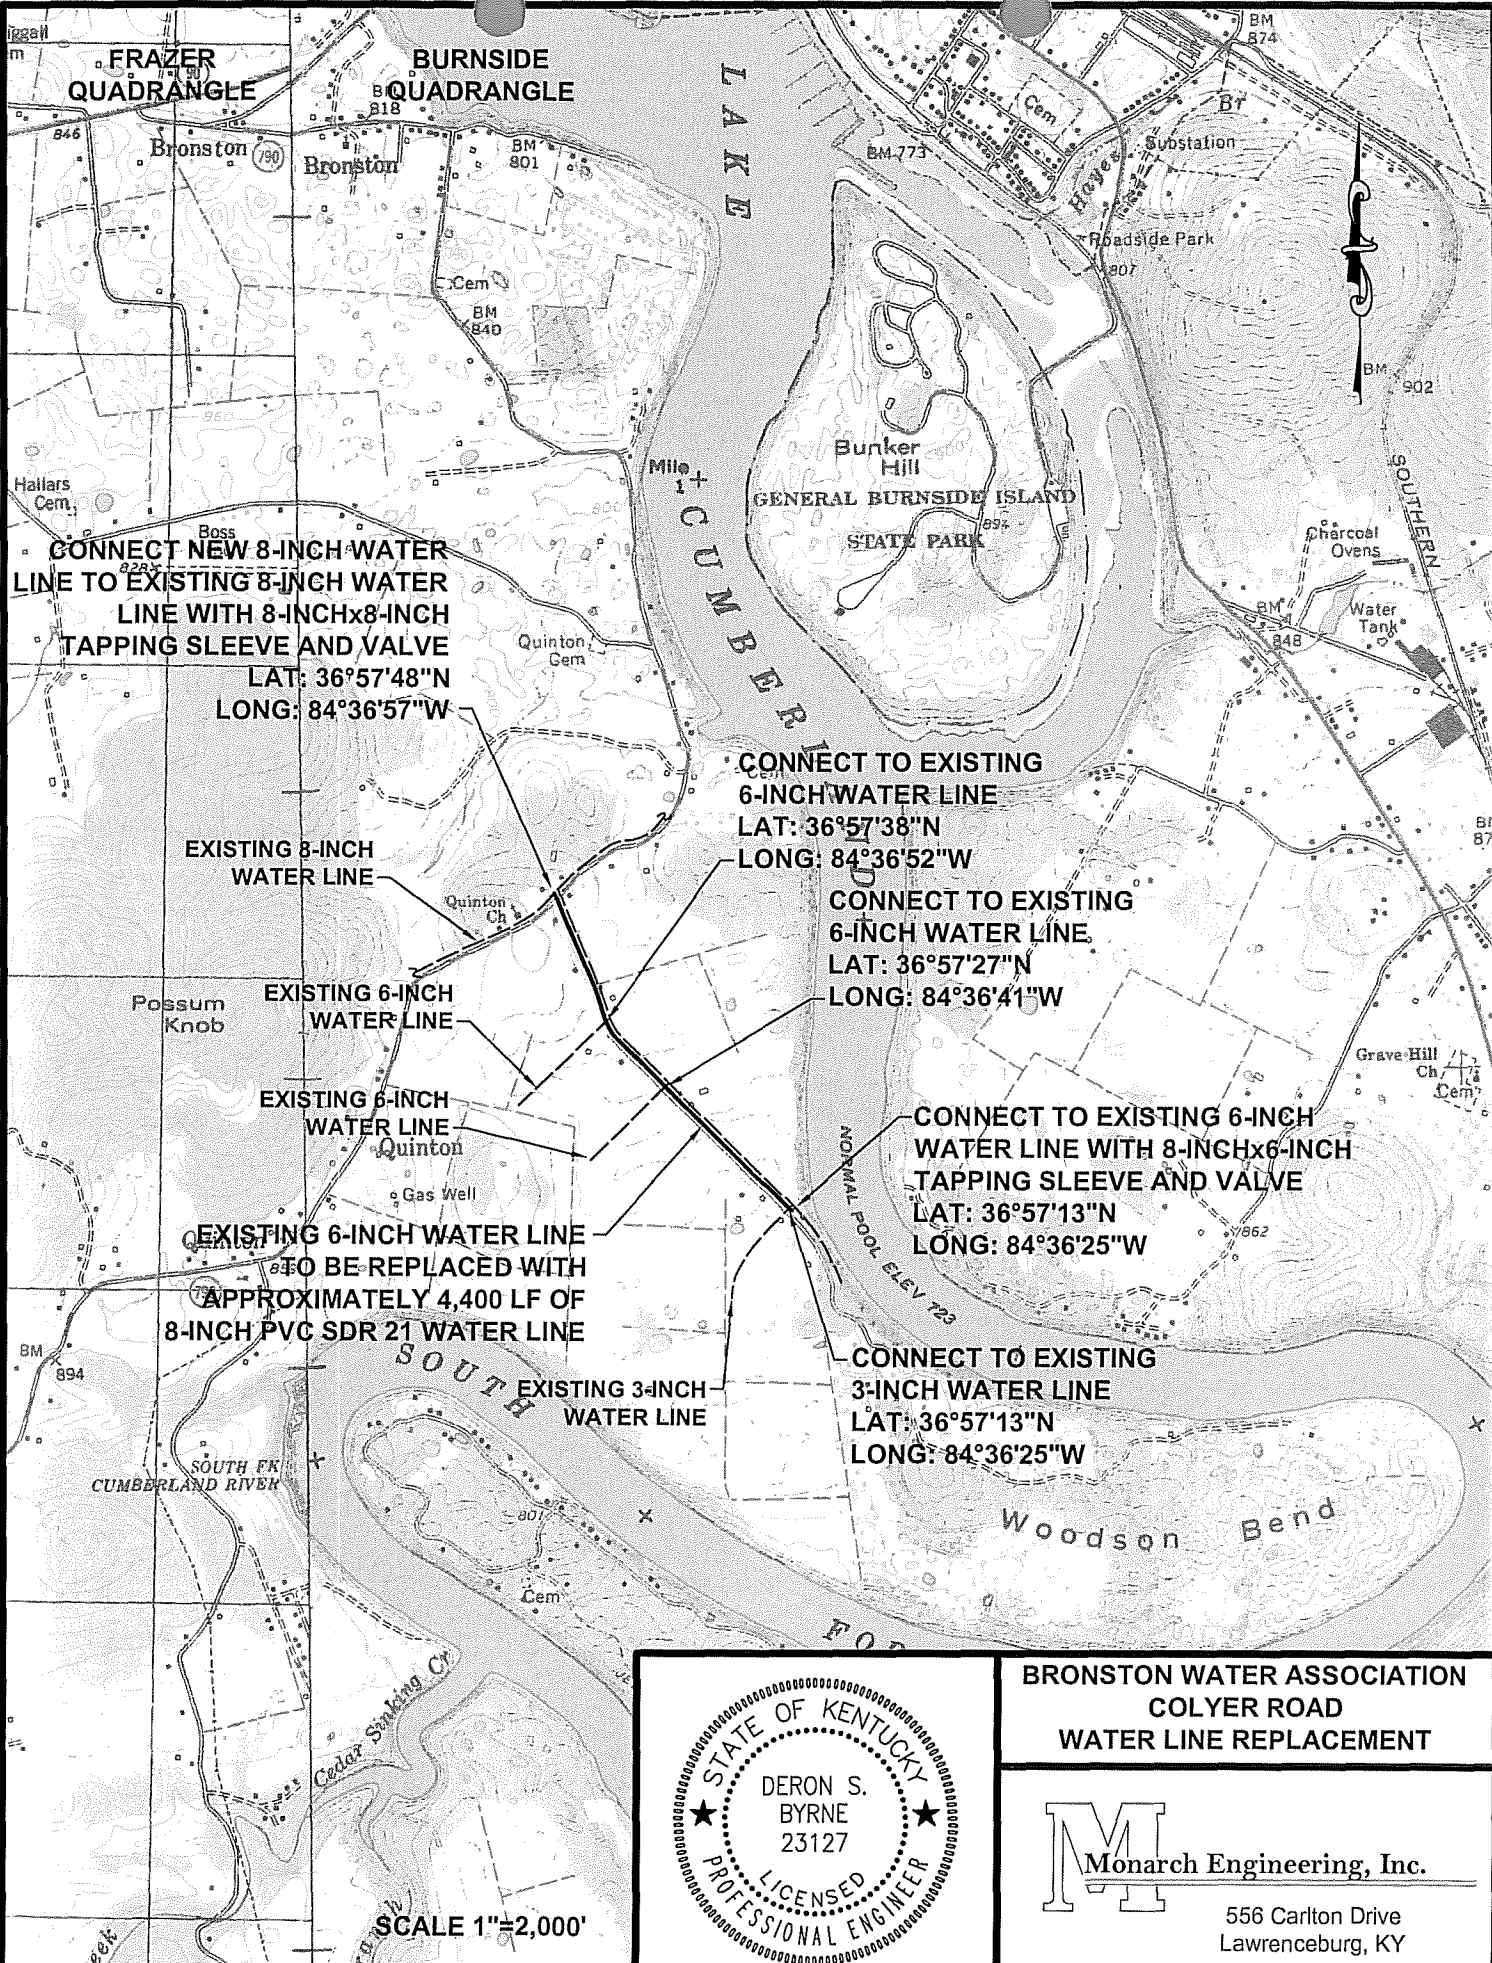 FRAZER
QUADRANGLE
BURNSIDE
QUADRANGLE
90
818
846
Bronston
790
Bronston
BM
801
LAKE
BM
874
Cem
Br
Substation
BM 773
Hayes
Roadside Park
807
Cem
BM
840
BM
902
860
Mile
1
Bunker
Hill
GENERAL BURNSIDE ISLAND
894
STATE PARK
SOUTHERN
Hallars
Cem
800
Boss
828
Charcoal
Ovens
CUMBERLAND
CONNECT NEW 8-INCH WATER
LINE TO EXISTING 8-INCH WATER
LINE WITH 8-INCHx8-INCH
TAPPING SLEEVE AND VALVE
LAT: 36°57'48"N
LONG: 84°36'57"W
Quinton
Cem
BM
848
Water
Tank
CONNECT TO EXISTING
6-INCH WATER LINE
LAT: 36°57'38"N
LONG: 84°36'52"W
Cem
EXISTING 8-INCH
WATER LINE
87
Quinton
Ch
CONNECT TO EXISTING
6-INCH WATER LINE
LAT: 36°57'27"N
LONG: 84°36'41"W
Possum
Knob
EXISTING 6-INCH
WATER LINE
Grave Hill
Ch
Cem
EXISTING 6-INCH
WATER LINE
Quinton
Gas Well
CONNECT TO EXISTING 6-INCH
WATER LINE WITH 8-INCHx6-INCH
TAPPING SLEEVE AND VALVE
LAT: 36°57'13"N
LONG: 84°36'25"W
NORMAL POOL ELEV 723
862
Quinton
EXISTING 6-INCH WATER LINE
TO BE REPLACED WITH
APPROXIMATELY 4,400 LF OF
8-INCH PVC SDR 21 WATER LINE
BM
894
SOUTH
EXISTING 3-INCH
WATER LINE
CONNECT TO EXISTING
3-INCH WATER LINE
LAT: 36°57'13"N
LONG: 84°36'25"W
SOUTH FK
CUMBERLAND RIVER
807
Woodson Bend
Cem
Cedar Sinking Cr
SCALE 1"=2,000'
STATE OF KENTUCKY
DERON S.
BYRNE
23127
LICENSED
PROFESSIONAL ENGINEER
BRONSTON WATER ASSOCIATION
COLYER ROAD
WATER LINE REPLACEMENT
M
Monarch Engineering, Inc.
556 Carlton Drive
Lawrenceburg, KY